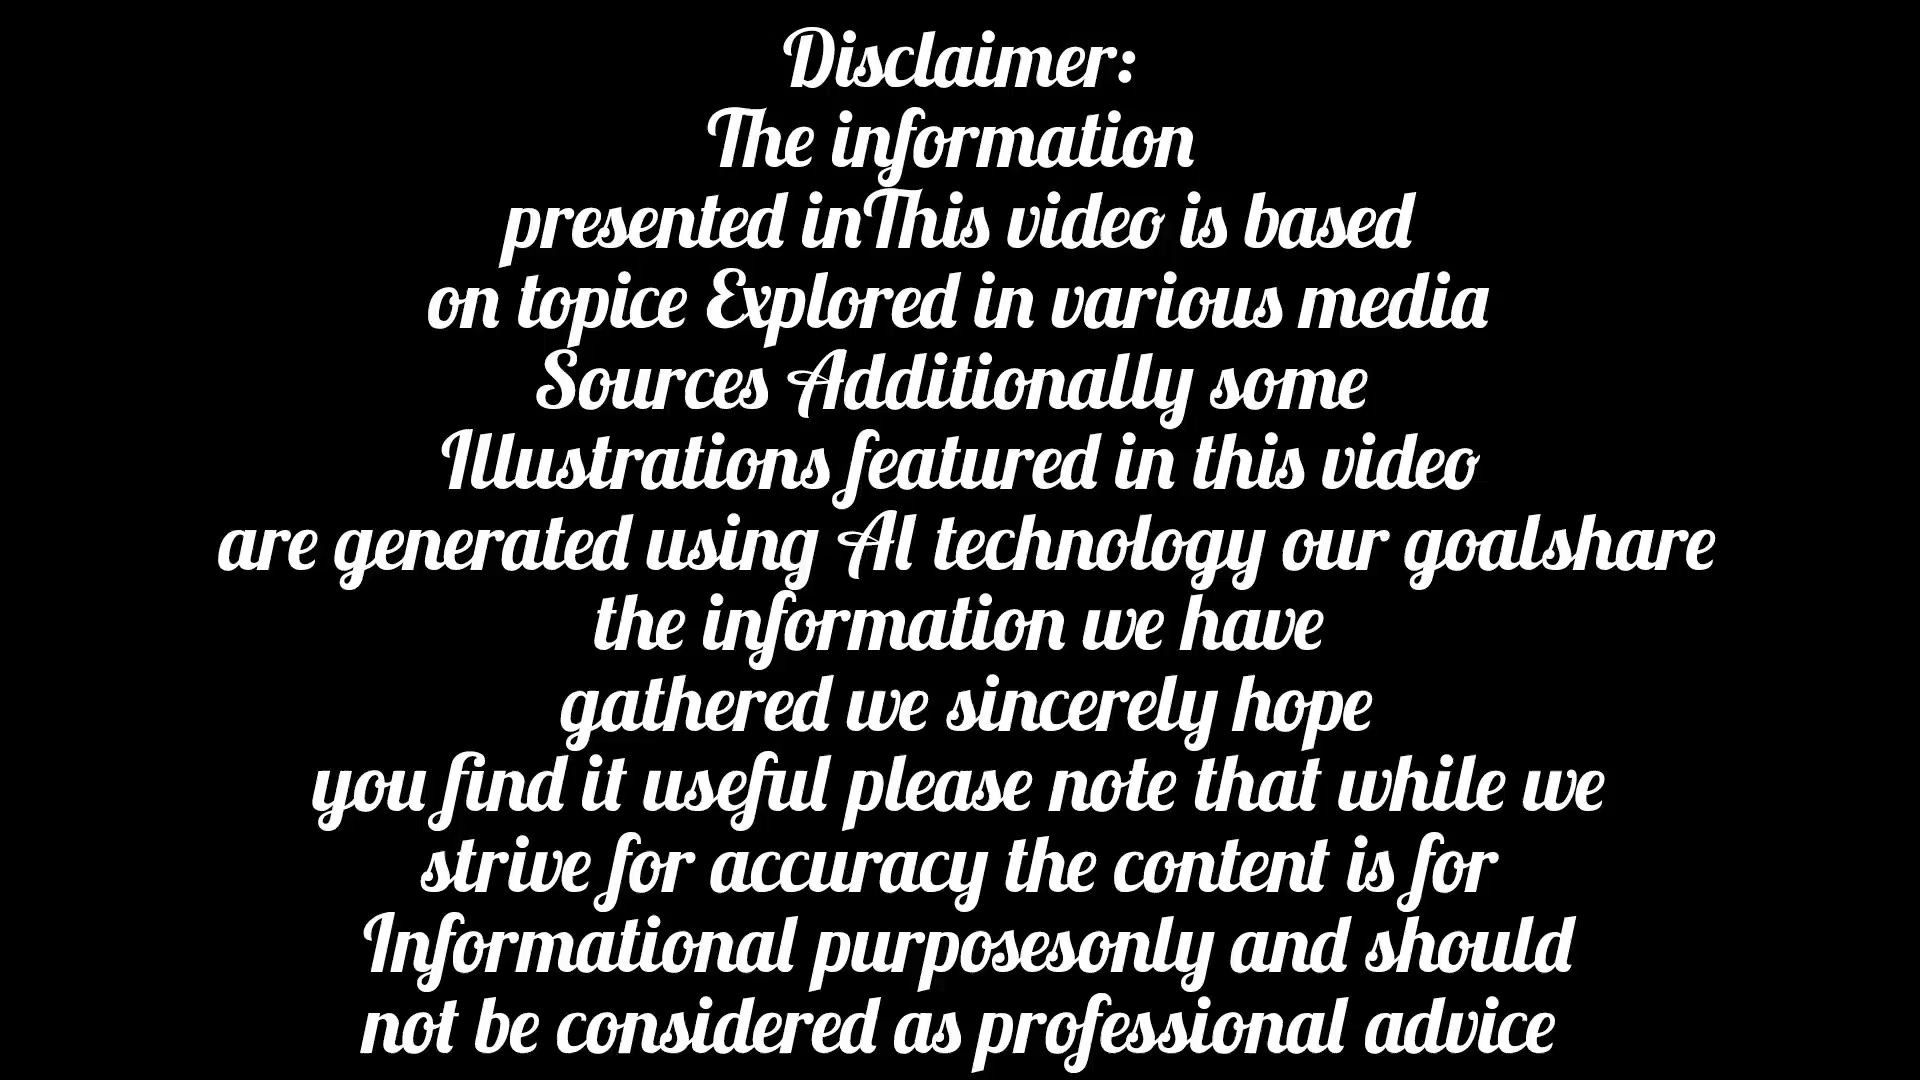 Disclaimer:
The information
presented inThis video is based
on topice Explored in various media
Sources Additionally some
Illustrations featured in this video
are generated using Al technology our goalshare
the information we have
gathered we sincerely hope
you find it useful please note that while we
strive for accuracy the content is for
Informational purposesonly and should
not be considered as professional advice